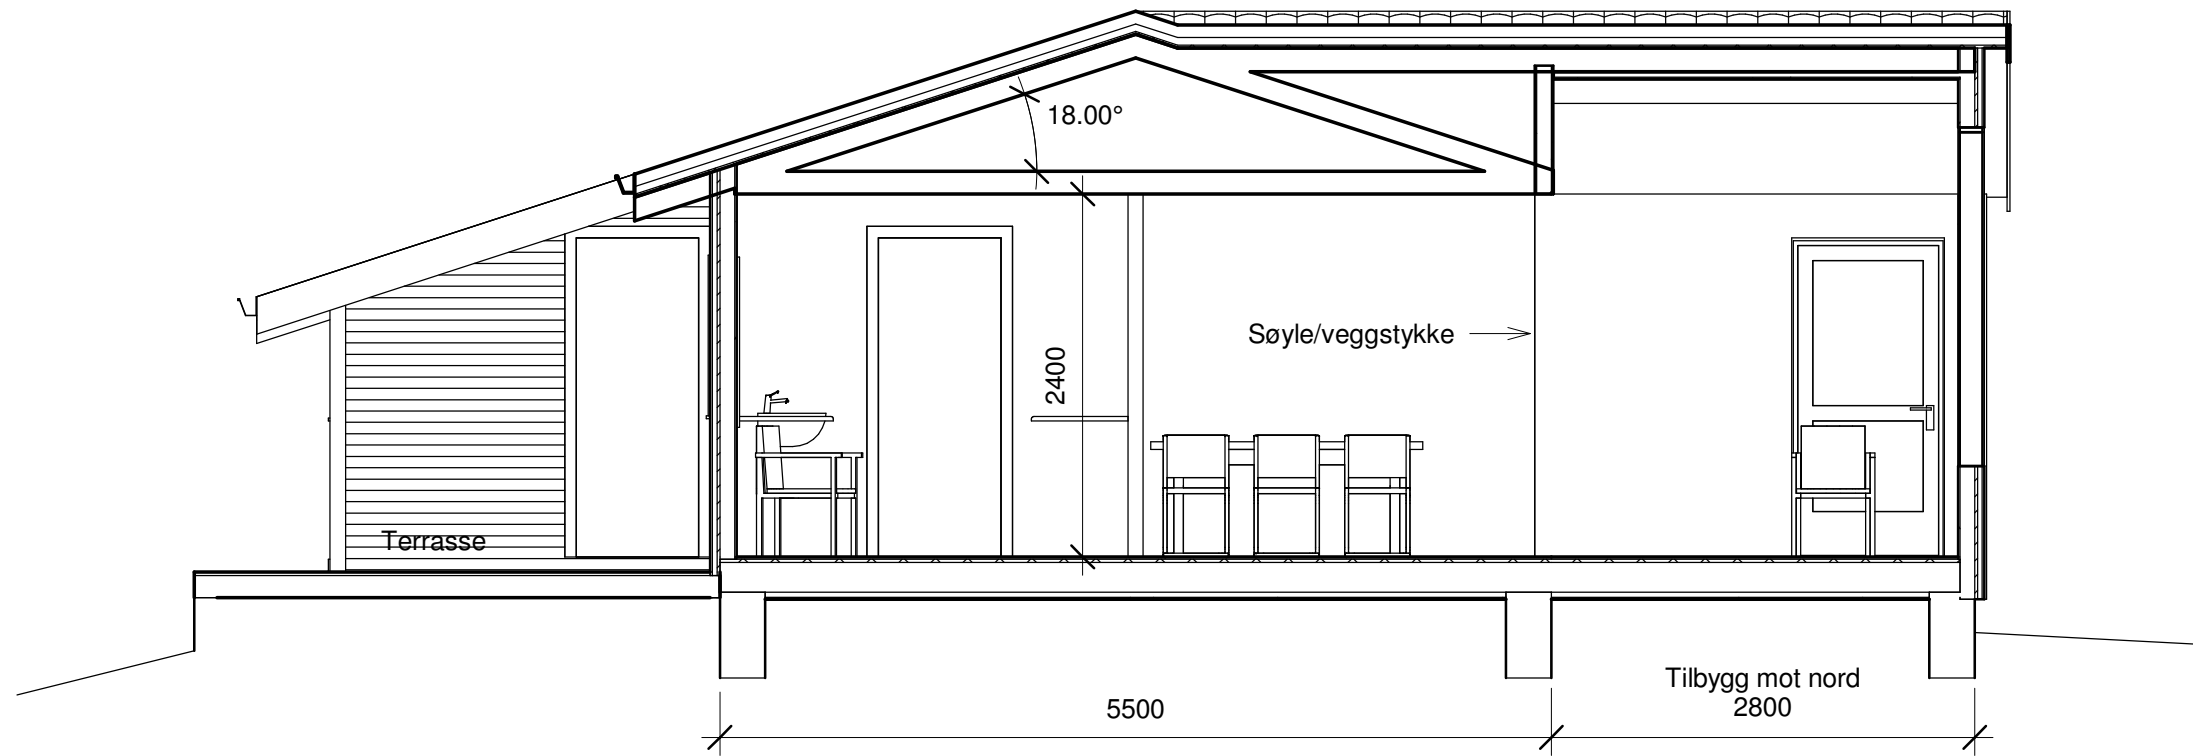 18.00°
Søyle/veggstykke
2400
Terrasse
Tilbygg mot nord
5500
2800